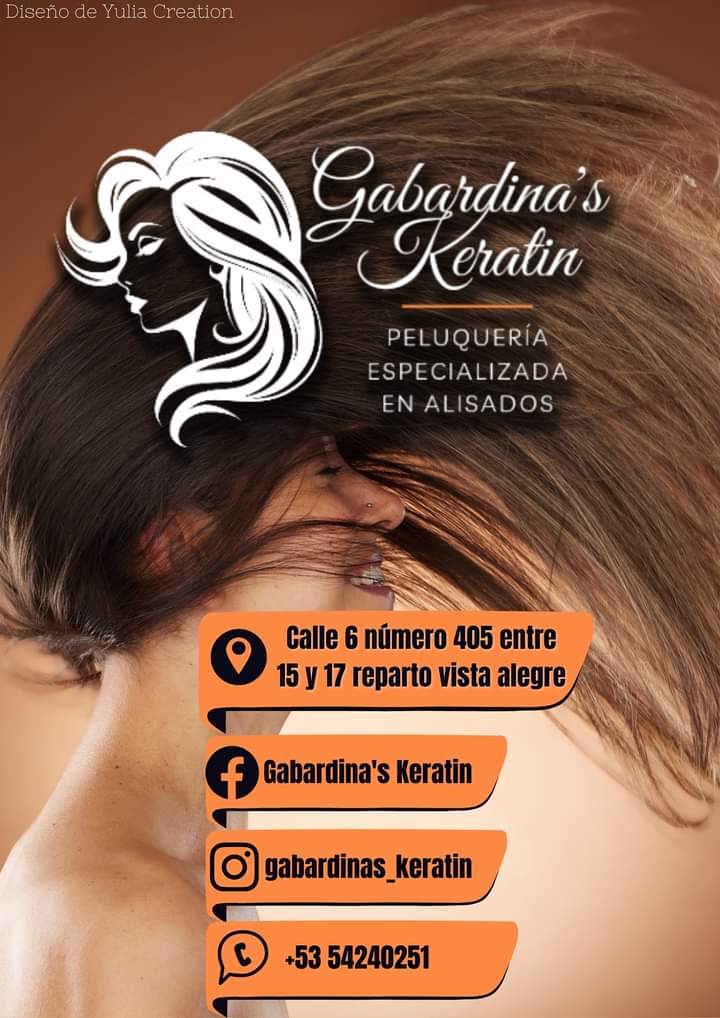 Diseño de Yulia Creation
Gabardina's
Keratin
PELUQUERÍA
ESPECIALIZADA
EN ALISADOS
Calle 6 número 405 entre
15 y 17 reparto vista alegre
Gabardina's Keratin
gabardinas_keratin
+53 54240251